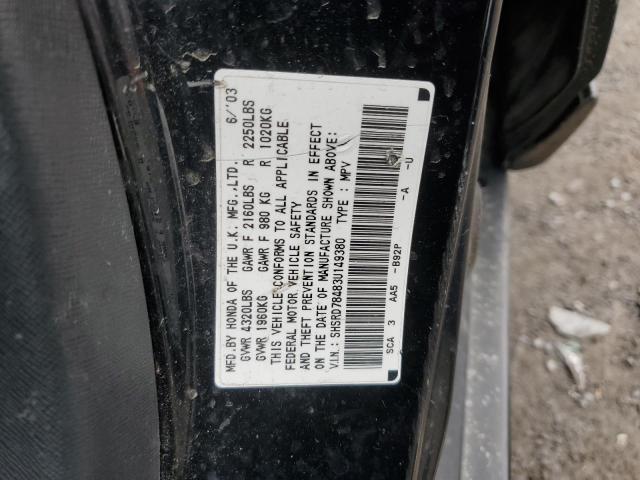 MFD.BY HONDA OF THE U.K. MFG.,LTD. 6/'03
GVWR 4320LBS GAWR F 2160LBS R 2250LBS
GVWR 1960KG GAWR F 980 KG R 1020KG
THIS VEHICLE CONFORMS TO ALL APPLICABLE
FEDERAL MOTOR VEHICLE SAFETY
AND THEFT PREVENTION STANDARDS IN EFFECT
ON THE DATE OF MANUFACTURE SHOWN ABOVE.
V.I.N.: SHSRD78483U149380 TYPE : MPV
SCA 3 AA5 -B92P -A -U